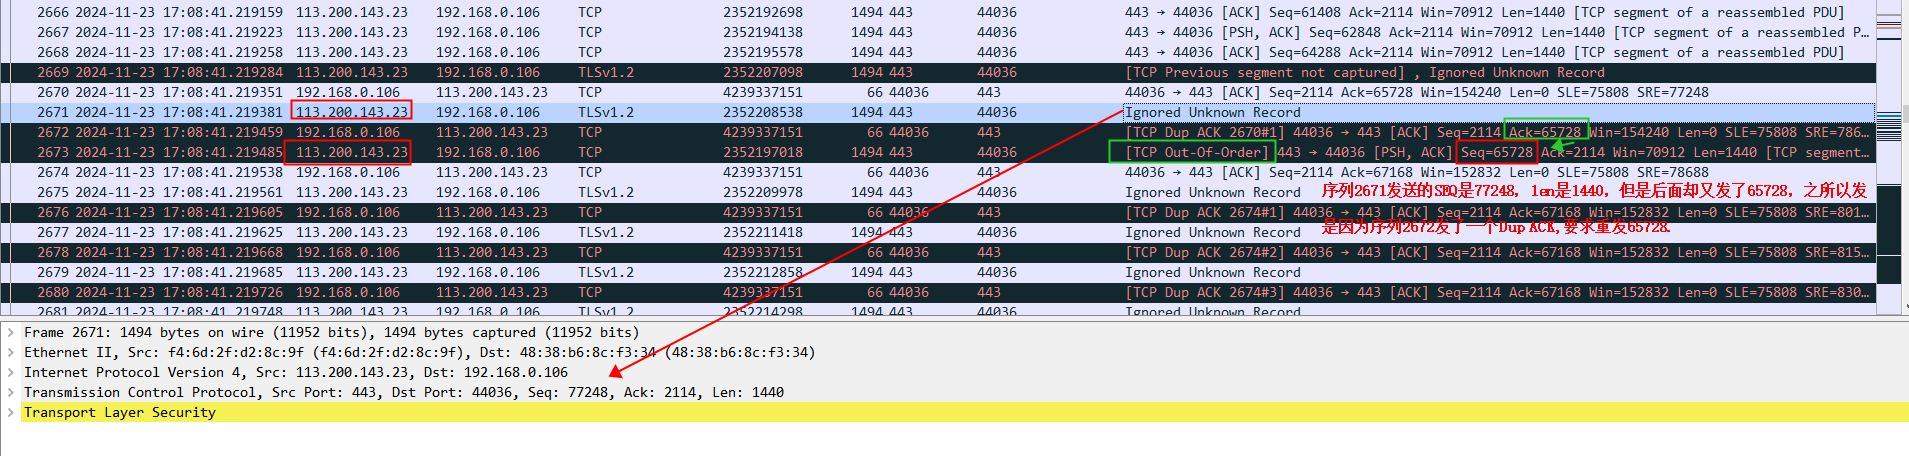 2666 2024-11-23 17:08:41.219159 113.200.143.23 192.168.0.106 TCP 2352192698 1494 443 44036 443 → 44036 [ACK] Seq=61408 Ack=2114 Win=70912 Len=1440 [TCP segment of a reassembled PDU]
2667 2024-11-23 17:08:41.219223 113.200.143.23 192.168.0.106 TCP 2352194138 1494 443 44036 443 → 44036 [PSH, ACK] Seq=62848 Ack=2114 Win=70912 Len=1440 [TCP segment of a reassembled P…
2668 2024-11-23 17:08:41.219258 113.200.143.23 192.168.0.106 TCP 2352195578 1494 443 44036 443 → 44036 [ACK] Seq=64288 Ack=2114 Win=70912 Len=1440 [TCP segment of a reassembled PDU]
2669 2024-11-23 17:08:41.219284 113.200.143.23 192.168.0.106 TLSv1.2 2352207098 1494 443 44036 [TCP Previous segment not captured] , Ignored Unknown Record
2670 2024-11-23 17:08:41.219351 192.168.0.106 113.200.143.23 TCP 4239337151 66 44036 443 44036 → 443 [ACK] Seq=2114 Ack=65728 Win=154240 Len=0 SLE=75808 SRE=77248
2671 2024-11-23 17:08:41.219381 113.200.143.23 192.168.0.106 TLSv1.2 2352208538 1494 443 44036 Ignored Unknown Record
2672 2024-11-23 17:08:41.219459 192.168.0.106 113.200.143.23 TCP 4239337151 66 44036 443 [TCP Dup ACK 2670#1] 44036 → 443 [ACK] Seq=2114 Ack=65728 Win=154240 Len=0 SLE=75808 SRE=786…
2673 2024-11-23 17:08:41.219485 113.200.143.23 192.168.0.106 TCP 2352197018 1494 443 44036 [TCP Out-Of-Order] 443 → 44036 [PSH, ACK] Seq=65728 Ack=2114 Win=70912 Len=1440 [TCP segment…
2674 2024-11-23 17:08:41.219538 192.168.0.106 113.200.143.23 TCP 4239337151 66 44036 443 44036 → 443 [ACK] Seq=2114 Ack=67168 Win=152832 Len=0 SLE=75808 SRE=78688
2675 2024-11-23 17:08:41.219561 113.200.143.23 192.168.0.106 TLSv1.2 2352209978 1494 443 44036 Ignored Unknown Record
序列2671发送的SEQ是77248，len是1440，但是后面却又发了65728，之所以发
2676 2024-11-23 17:08:41.219605 192.168.0.106 113.200.143.23 TCP 4239337151 66 44036 443 [TCP Dup ACK 2674#1] 44036 → 443 [ACK] Seq=2114 Ack=67168 Win=152832 Len=0 SLE=75808 SRE=801…
2677 2024-11-23 17:08:41.219625 113.200.143.23 192.168.0.106 TLSv1.2 2352211418 1494 443 44036 Ignored Unknown Record
是因为序列2672发了一个Dup ACK,要求重发65728.
2678 2024-11-23 17:08:41.219668 192.168.0.106 113.200.143.23 TCP 4239337151 66 44036 443 [TCP Dup ACK 2674#2] 44036 → 443 [ACK] Seq=2114 Ack=67168 Win=152832 Len=0 SLE=75808 SRE=815…
2679 2024-11-23 17:08:41.219685 113.200.143.23 192.168.0.106 TLSv1.2 2352212858 1494 443 44036 Ignored Unknown Record
2680 2024-11-23 17:08:41.219726 192.168.0.106 113.200.143.23 TCP 4239337151 66 44036 443 [TCP Dup ACK 2674#3] 44036 → 443 [ACK] Seq=2114 Ack=67168 Win=152832 Len=0 SLE=75808 SRE=830…
2681 2024-11-23 17:08:41.219748 113.200.143.23 192.168.0.106 TLSv1.2 2352214298 1494 443 44036 Ignored Unknown Record
Frame 2671: 1494 bytes on wire (11952 bits), 1494 bytes captured (11952 bits)
Ethernet II, Src: f4:6d:2f:d2:8c:9f (f4:6d:2f:d2:8c:9f), Dst: 48:38:b6:8c:f3:34 (48:38:b6:8c:f3:34)
Internet Protocol Version 4, Src: 113.200.143.23, Dst: 192.168.0.106
Transmission Control Protocol, Src Port: 443, Dst Port: 44036, Seq: 77248, Ack: 2114, Len: 1440
Transport Layer Security